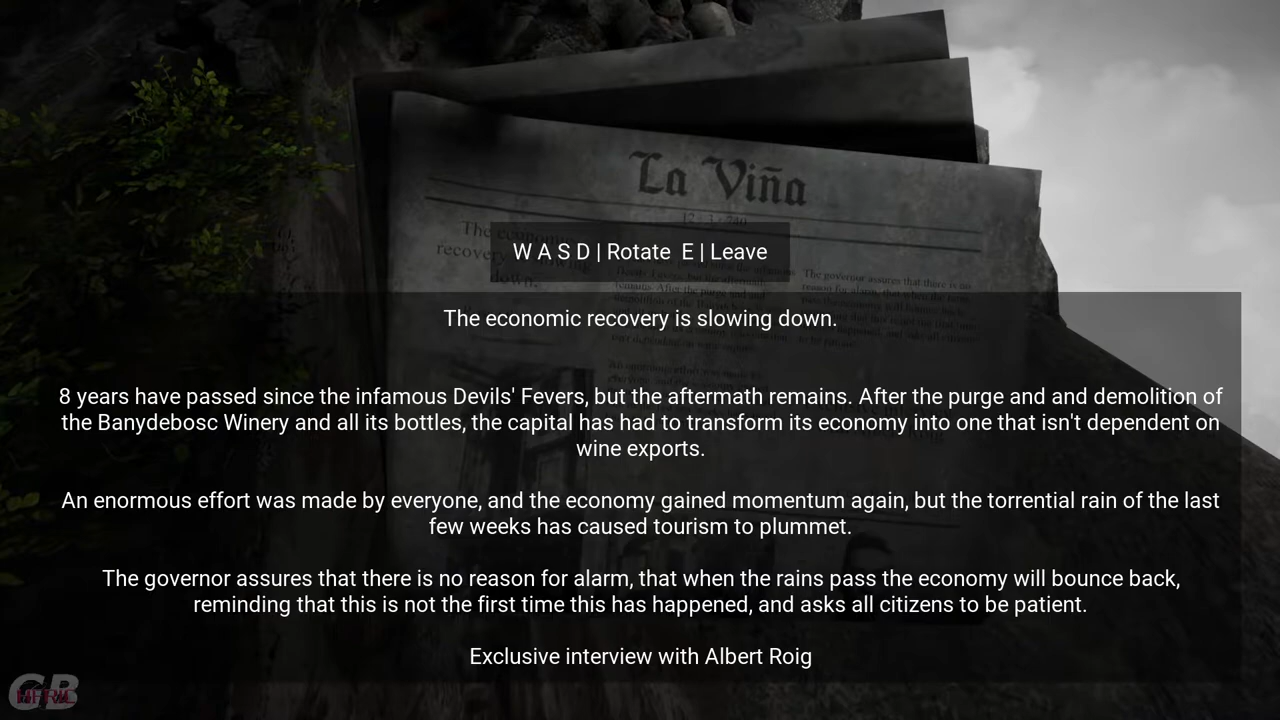 La Viña
W A S D | Rotate E | Leave
The economic recovery is slowing down.
8 years have passed since the infamous Devils' Fevers, but the aftermath remains. After the purge and and demolition of
the Banydebosc Winery and all its bottles, the capital has had to transform its economy into one that isn't dependent on
wine exports.
An enormous effort was made by everyone, and the economy gained momentum again, but the torrential rain of the last
few weeks has caused tourism to plummet.
The governor assures that there is no reason for alarm, that when the rains pass the economy will bounce back,
reminding that this is not the first time this has happened, and asks all citizens to be patient.
Exclusive interview with Albert Roig
GB